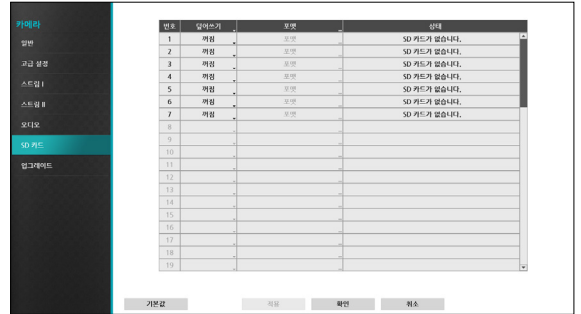 카메라
일반
고급 설정
스트림 I
스트림 II
오디오
SD 카드
업그레이드
번호 덮어쓰기 포맷 상태
1 꺼짐 포맷 SD 카드가 없습니다.
2 꺼짐 포맷 SD 카드가 없습니다.
3 꺼짐 포맷 SD 카드가 없습니다.
4 꺼짐 포맷 SD 카드가 없습니다.
5 꺼짐 포맷 SD 카드가 없습니다.
6 꺼짐 포맷 SD 카드가 없습니다.
7 꺼짐 포맷 SD 카드가 없습니다.
8
9
10
11
12
13
14
15
16
17
18
19
기본값 적용 확인 취소